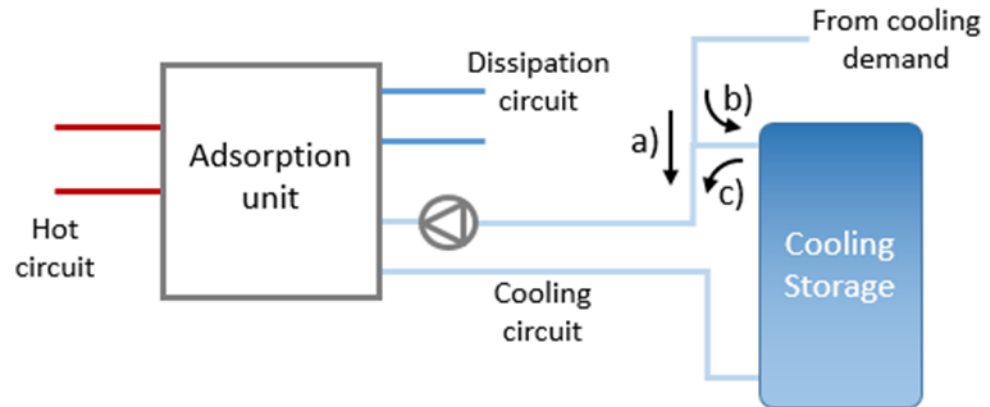 From cooling
demand
Dissipation
circuit
b)
a)
Adsorption
unit
c)
Hot
circuit
Cooling
Storage
Cooling
circuit